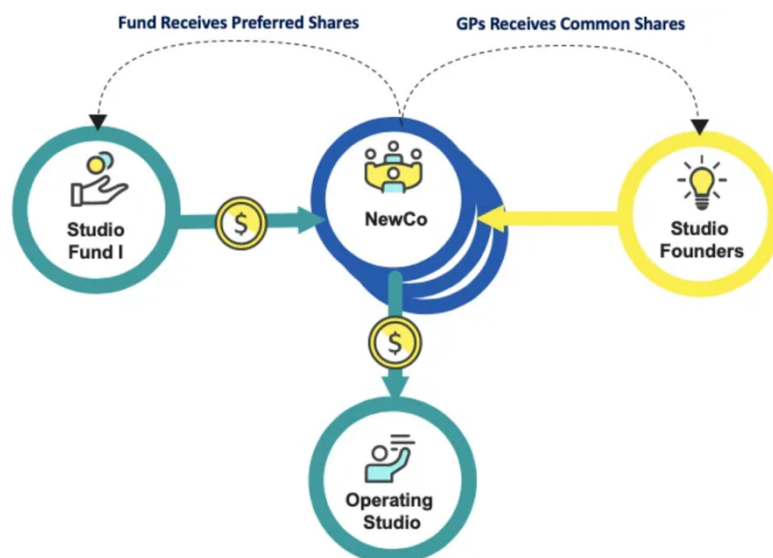 Fund Receives Preferred Shares
GPs Receives Common Shares
Studio
Fund I
$
NewCo
Studio
Founders
$
Operating
Studio